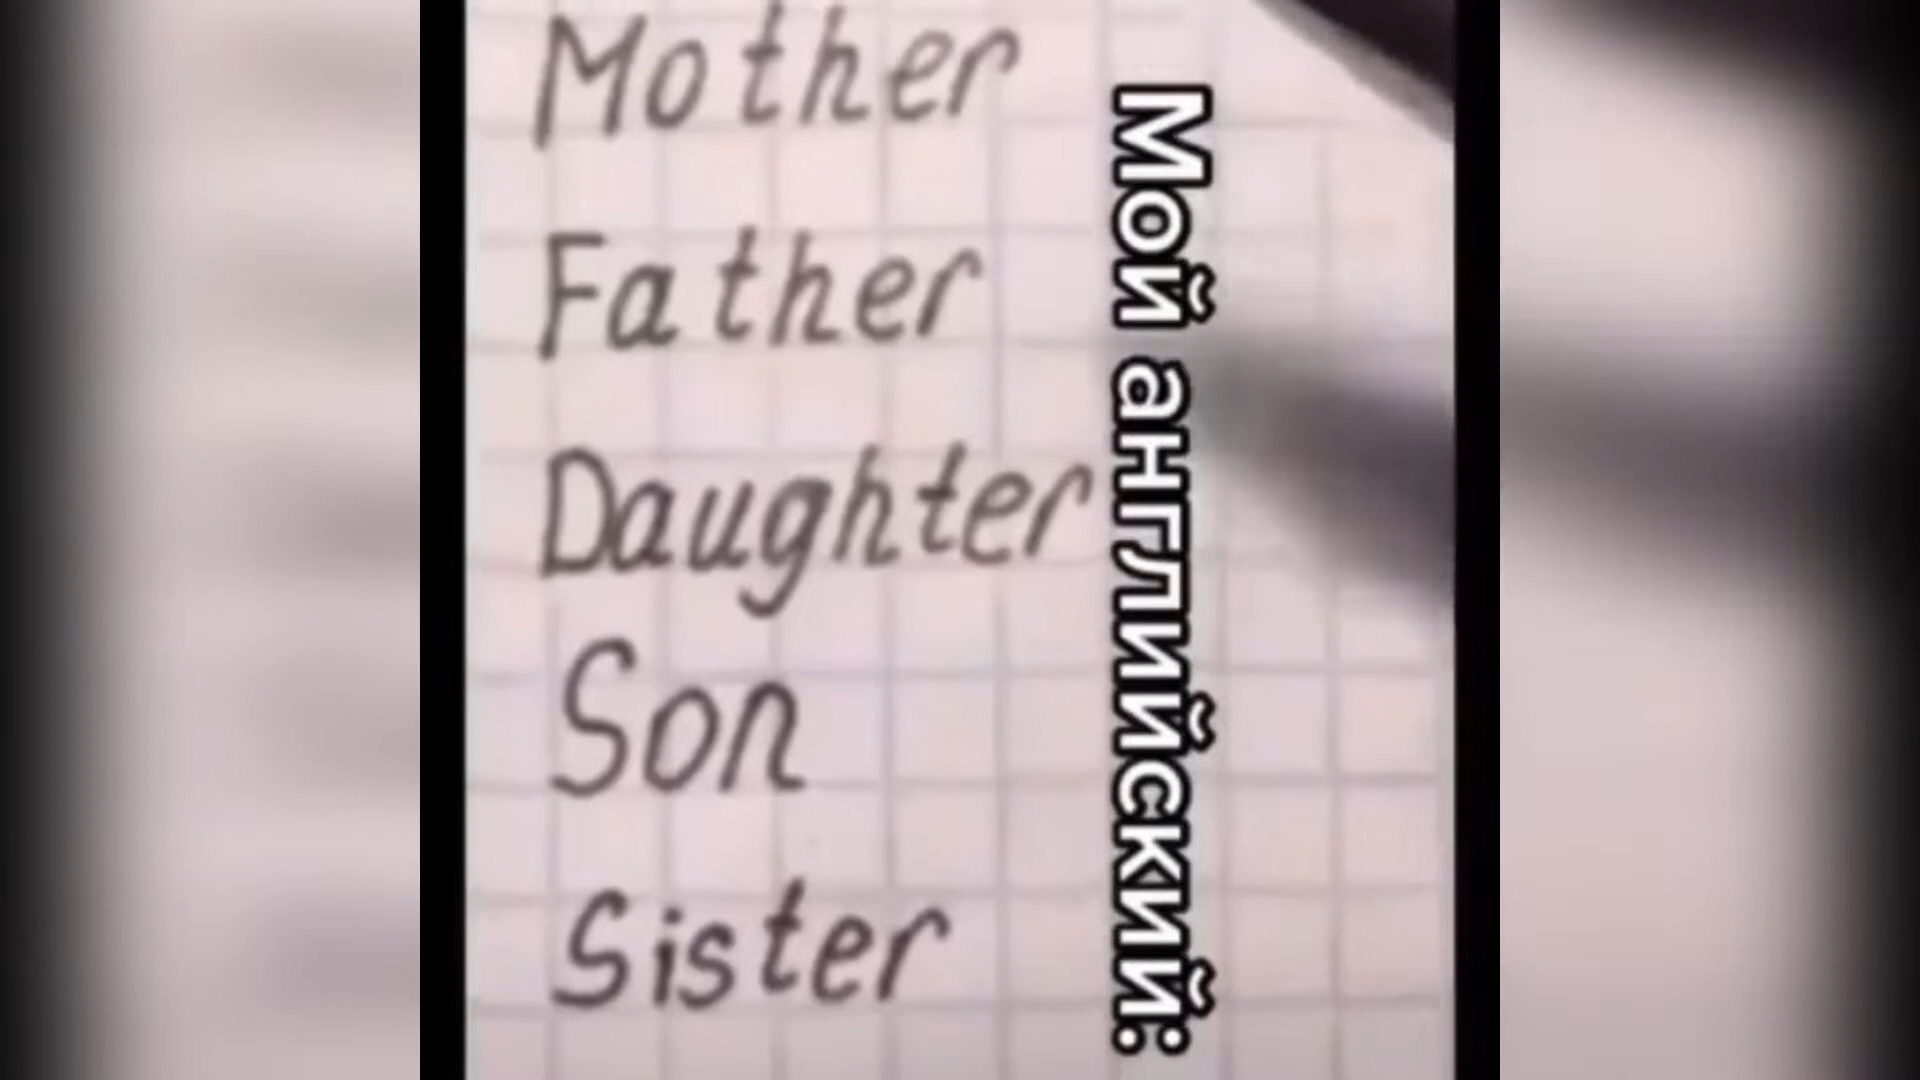 Mother
Father
Daughter
Son
Sister
Мой английский: